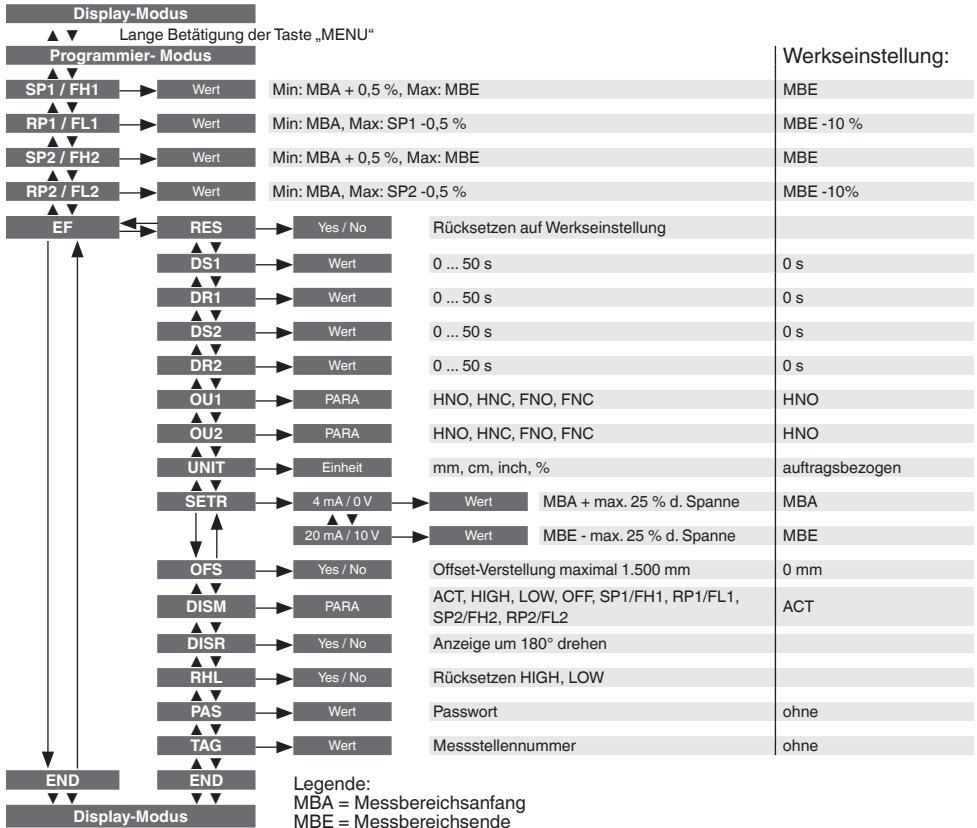 Display-Modus
▲ ▼ Lange Betätigung der Taste „MENU“
Programmier- Modus Werkseinstellung:
▲ ▼
SP1 / FH1 Wert Min: MBA + 0,5 %, Max: MBE MBE
▲ ▼
RP1 / FL1 Wert Min: MBA, Max: SP1 -0,5 % MBE -10 %
▲ ▼
SP2 / FH2 Wert Min: MBA + 0,5 %, Max: MBE MBE
▲ ▼
RP2 / FL2 Wert Min: MBA, Max: SP2 -0,5 % MBE -10%
▲ ▼
EF RES Yes / No Rücksetzen auf Werkseinstellung
▲ ▼
DS1 Wert 0 ... 50 s 0 s
▲ ▼
DR1 Wert 0 ... 50 s 0 s
▲ ▼
DS2 Wert 0 ... 50 s 0 s
▲ ▼
DR2 Wert 0 ... 50 s 0 s
▲ ▼
OU1 PARA HNO, HNC, FNO, FNC HNO
▲ ▼
OU2 PARA HNO, HNC, FNO, FNC HNO
▲ ▼
UNIT Einheit mm, cm, inch, % auftragsbezogen
▲ ▼
SETR 4 mA / 0 V Wert MBA + max. 25 % d. Spanne MBA
▲ ▼
20 mA / 10 V Wert MBE - max. 25 % d. Spanne MBE
OFS Yes / No Offset-Verstellung maximal 1.500 mm 0 mm
▲ ▼
DISM PARA ACT, HIGH, LOW, OFF, SP1/FH1, RP1/FL1, ACT
SP2/FH2, RP2/FL2
▲ ▼
DISR Yes / No Anzeige um 180° drehen
▲ ▼
RHL Yes / No Rücksetzen HIGH, LOW
▲ ▼
PAS Wert Passwort ohne
▲ ▼
TAG Wert Messstellennummer ohne
▲ ▼
END END Legende:
▼ ▼ ▼ ▼ MBA = Messbereichsanfang
Display-Modus MBE = Messbereichsende